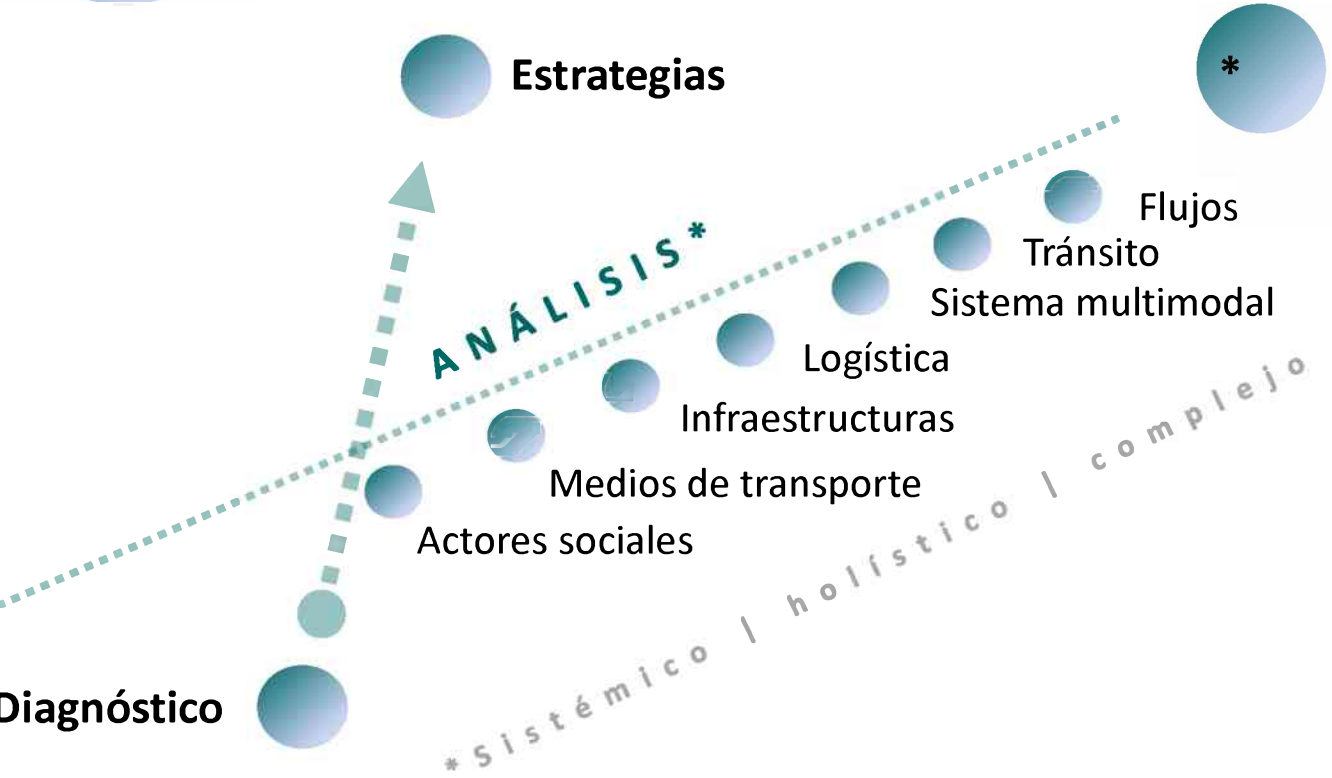 Estrategias
*
ANÁLISIS*
Flujos
Tránsito
Sistema multimodal
Logística
Infraestructuras
Medios de transporte
Actores sociales
Diagnóstico
*Sistémico | holístico | complejo